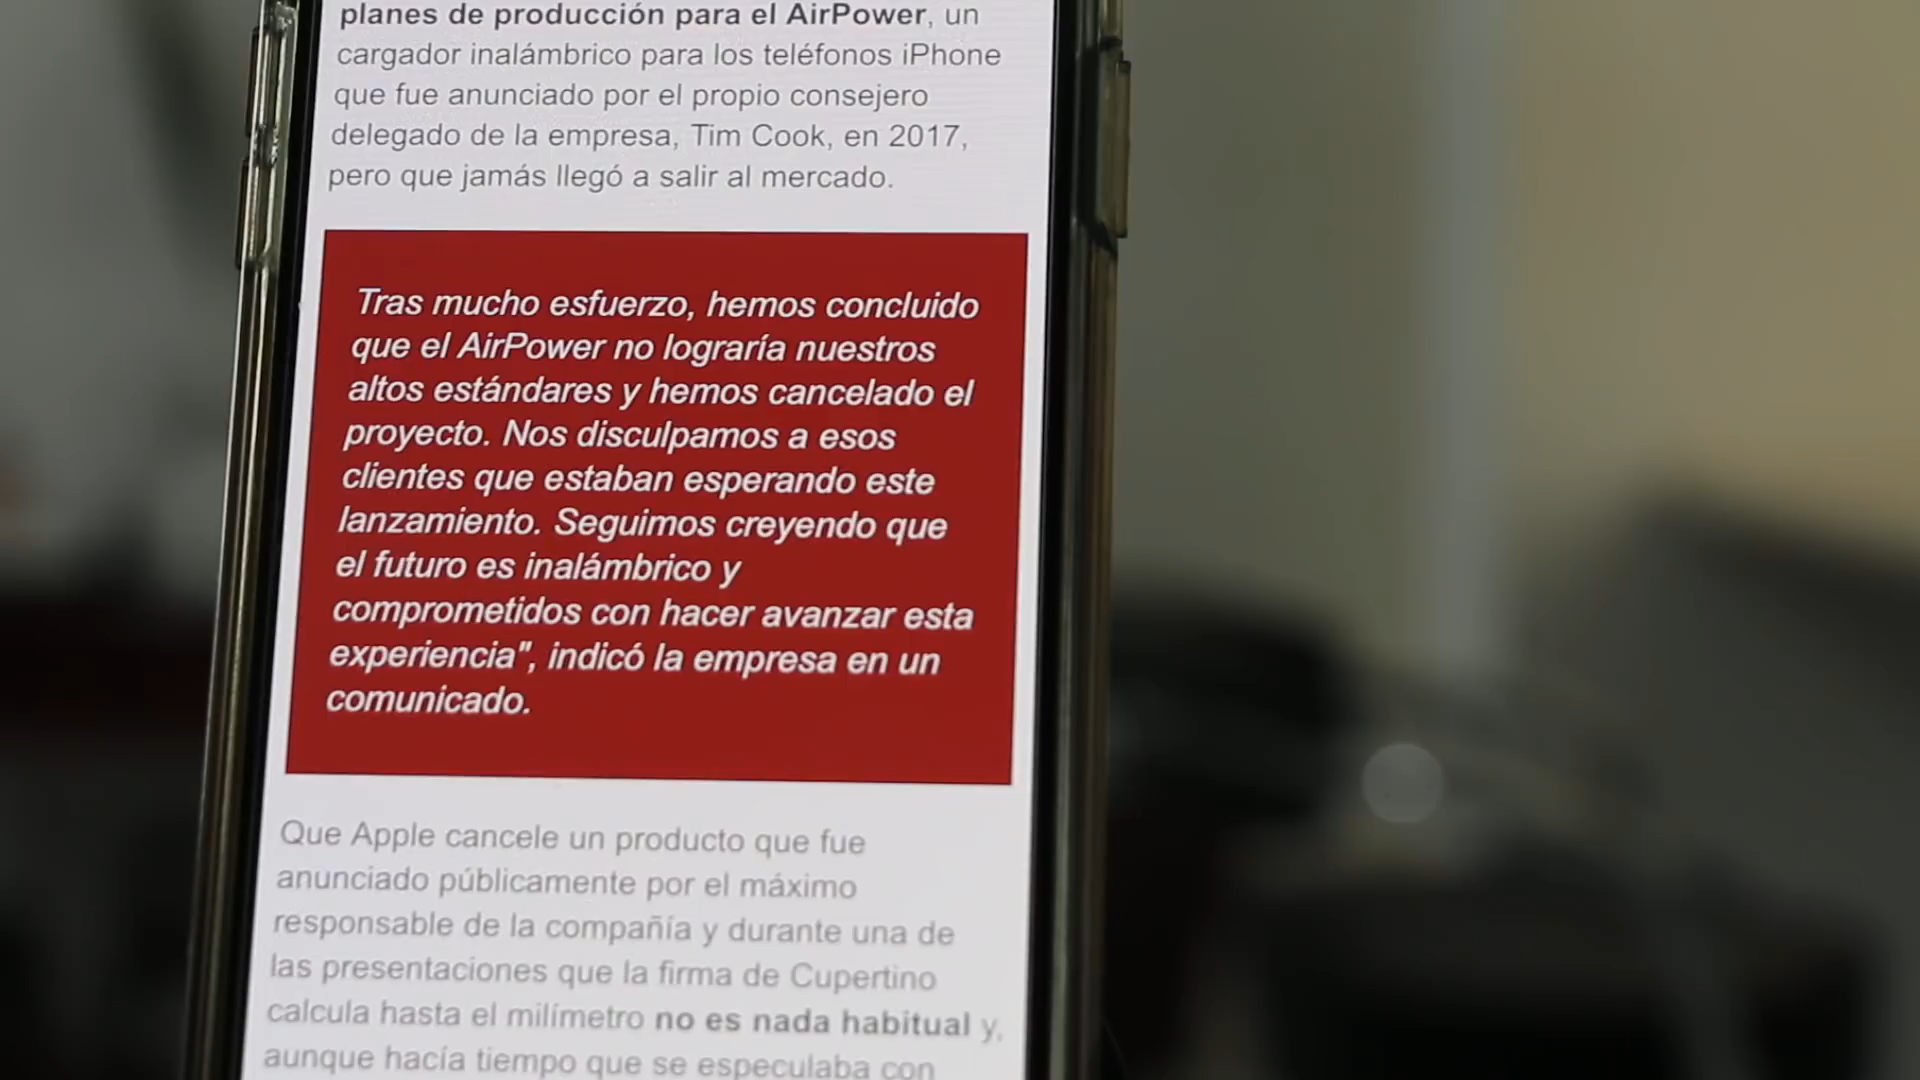 planes de producción para el AirPower, un
cargador inalámbrico para los teléfonos iPhone
que fue anunciado por el propio consejero
delegado de la empresa, Tim Cook, en 2017,
pero que jamás llegó a salir al mercado.
Tras mucho esfuerzo, hemos concluido
que el AirPower no lograría nuestros
altos estándares y hemos cancelado el
proyecto. Nos disculpamos a esos
clientes que estaban esperando este
lanzamiento. Seguimos creyendo que
el futuro es inalámbrico y
comprometidos con hacer avanzar esta
experiencia", indicó la empresa en un
comunicado.
Que Apple cancele un producto que fue
anunciado públicamente por el máximo
responsable de la compañía y durante una de
las presentaciones que la firma de Cupertino
calcula hasta el milímetro no es nada habitual y,
aunque hacía tiempo que se especulaba con